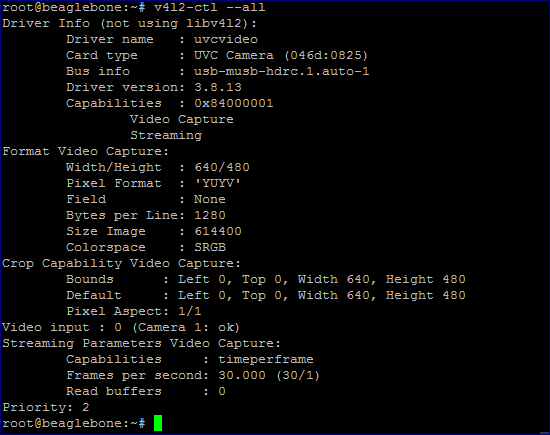 root@beaglebone:~# v4l2-ctl --all
Driver Info (not using libv4l2):
        Driver name   : uvcvideo
        Card type     : UVC Camera (046d:0825)
        Bus info      : usb-musb-hdrc.1.auto-1
        Driver version: 3.8.13
        Capabilities  : 0x84000001
                Video Capture
                Streaming
Format Video Capture:
        Width/Height  : 640/480
        Pixel Format  : 'YUYV'
        Field         : None
        Bytes per Line: 1280
        Size Image    : 614400
        Colorspace    : SRGB
Crop Capability Video Capture:
        Bounds      : Left 0, Top 0, Width 640, Height 480
        Default     : Left 0, Top 0, Width 640, Height 480
        Pixel Aspect: 1/1
Video input : 0 (Camera 1: ok)
Streaming Parameters Video Capture:
        Capabilities     : timeperframe
        Frames per second: 30.000 (30/1)
        Read buffers     : 0
Priority: 2
root@beaglebone:~#